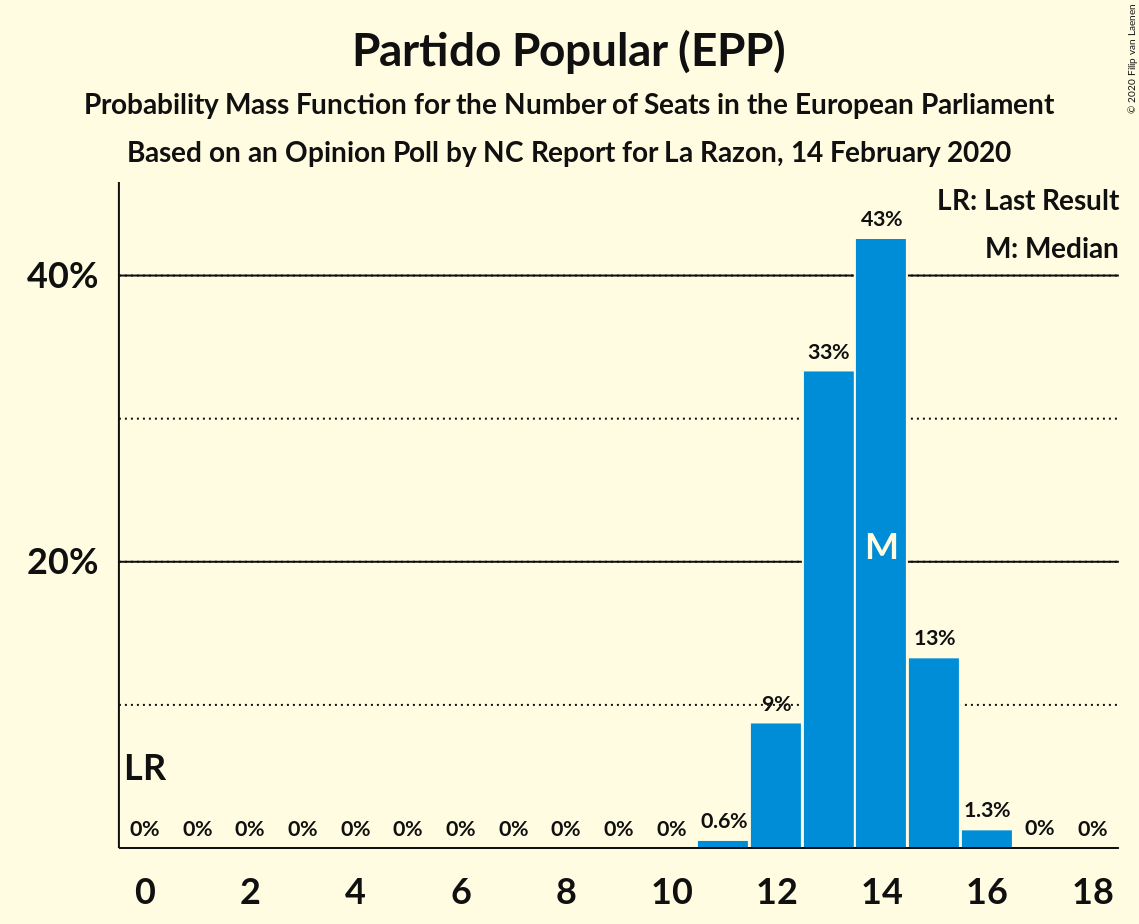 Partido Popular (EPP)
Probability Mass Function for the Number of Seats in the European Parliament
Based on an Opinion Poll by NC Report for La Razon, 14 February 2020
© 2020 Filip van Laenen
LR: Last Result
M: Median
40%
20%
43%
33%
M
13%
9%
LR
0% 0% 0% 0% 0% 0% 0% 0% 0% 0% 0% 0.6% 1.3% 0% 0%
0 2 4 6 8 10 12 14 16 18